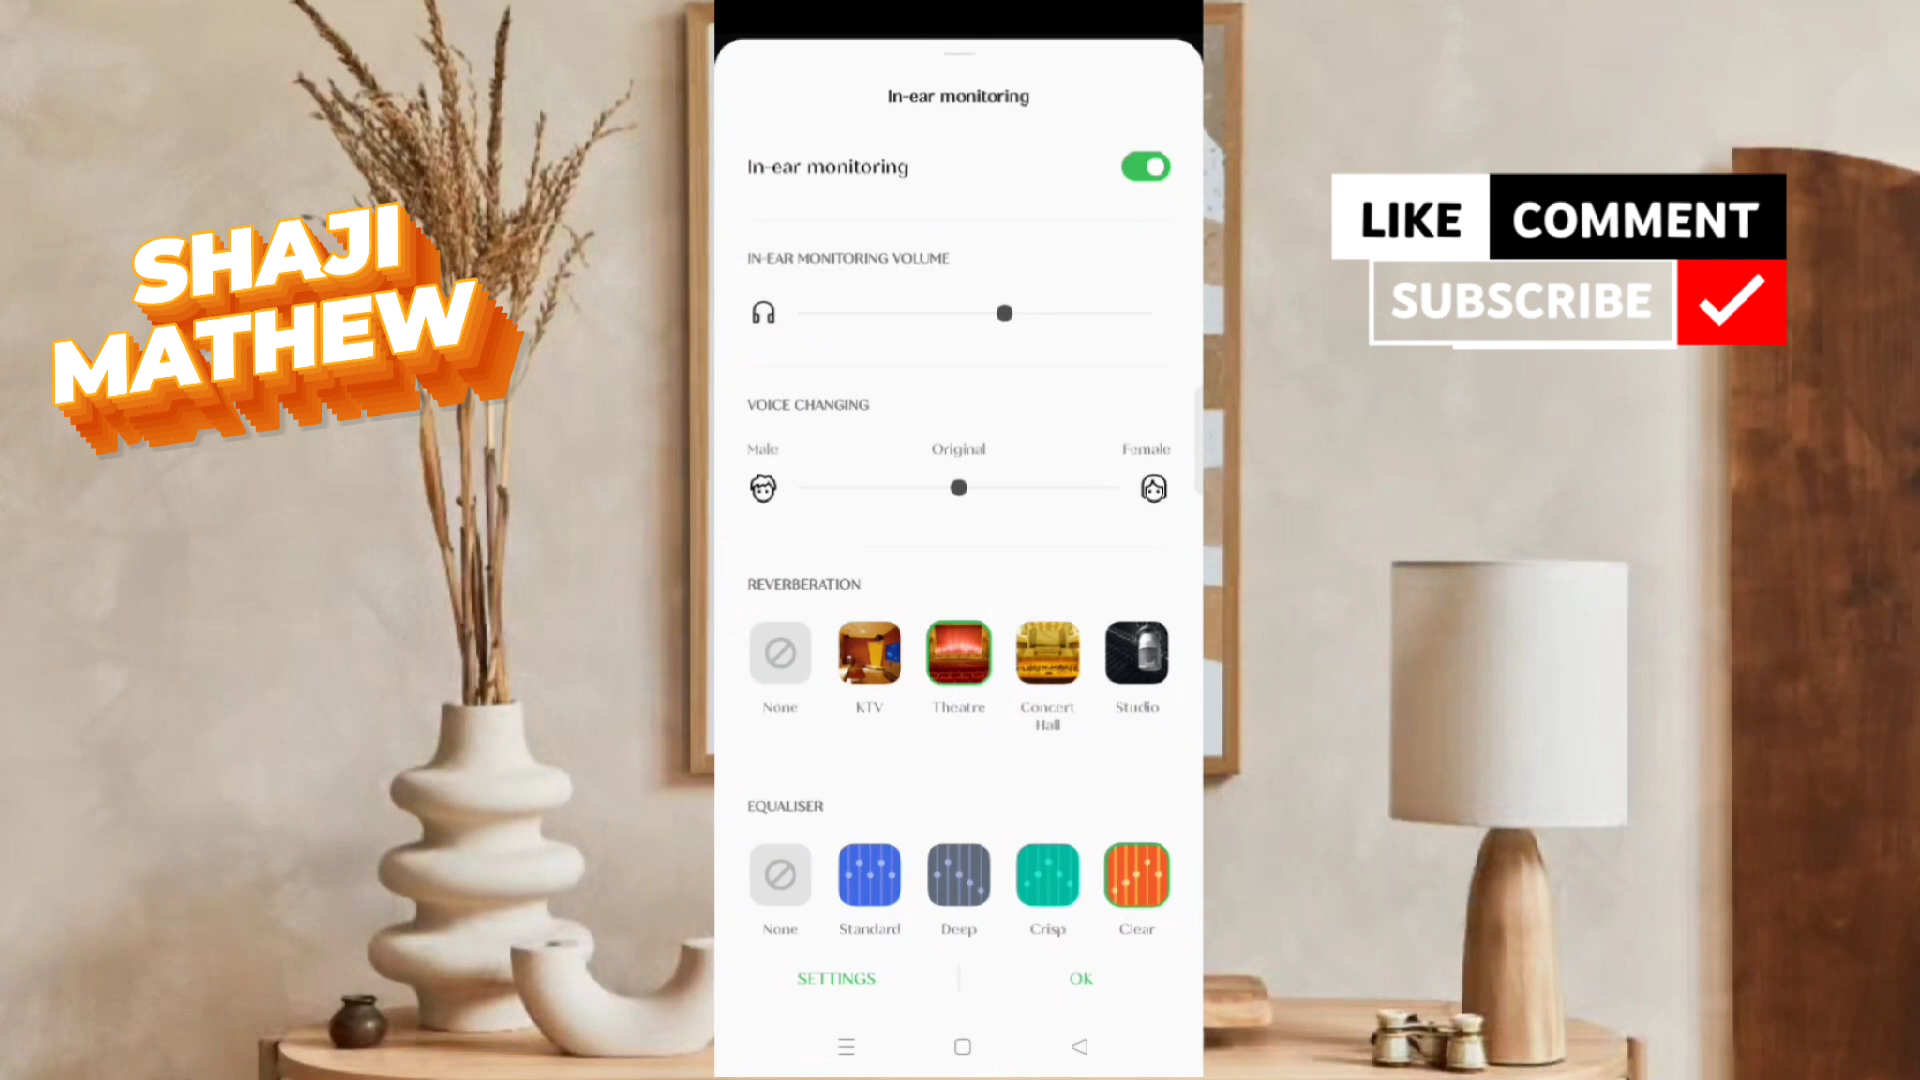 SHAJI
MATHEW
In-ear monitoring
In-ear monitoring
IN-EAR MONITORING VOLUME
VOICE CHANGING
Male Original Female
REVERBERATION
None KTV Theatre Concert Hall Studio
EQUALISER
None Standard Deep Crisp Clear
SETTINGS OK
LIKE COMMENT
SUBSCRIBE